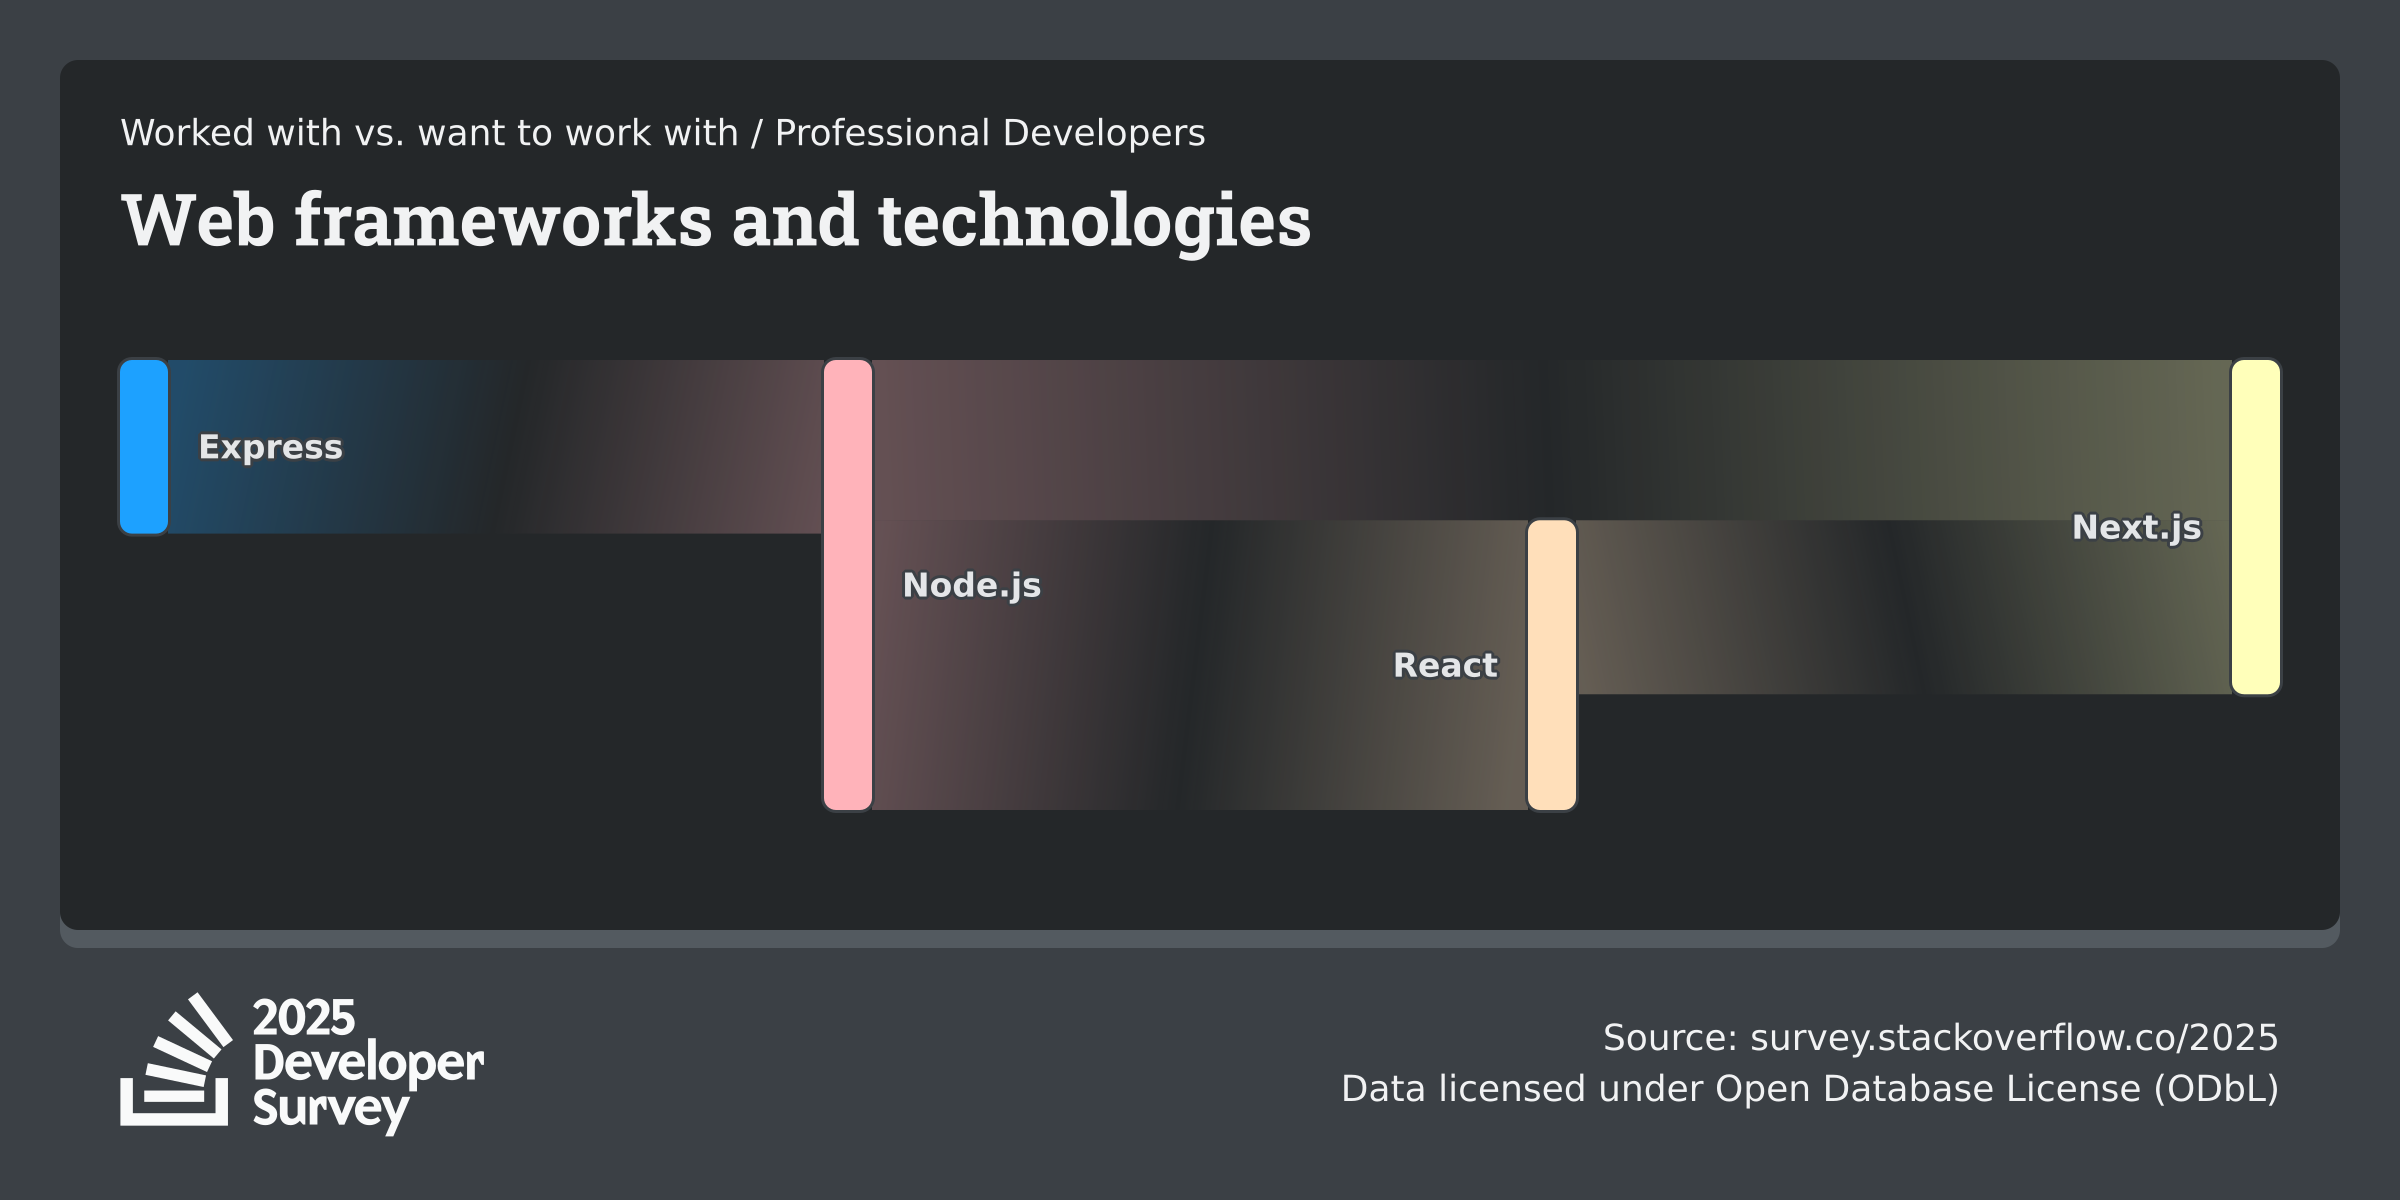 Worked with vs. want to work with / Professional Developers
Web frameworks and technologies
Express
Next.js
Node.js
React
2025
Developer
Survey
Source: survey.stackoverflow.co/2025
Data licensed under Open Database License (ODbL)